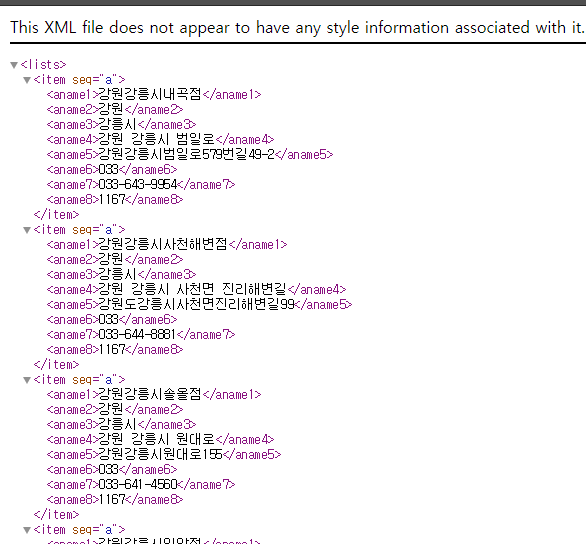 This XML file does not appear to have any style information associated with it.
▼<lists>
▼<item seq="a">
<aname1>강원강릉시내곡점</aname1>
<aname2>강원</aname2>
<aname3>강릉시</aname3>
<aname4>강원 강릉시 범일로</aname4>
<aname5>강원강릉시범일로579번길49-2</aname5>
<aname6>033</aname6>
<aname7>033-643-9954</aname7>
<aname8>1167</aname8>
</item>
▼<item seq="a">
<aname1>강원강릉시사천해변점</aname1>
<aname2>강원</aname2>
<aname3>강릉시</aname3>
<aname4>강원 강릉시 사천면 진리해변길</aname4>
<aname5>강원도강릉시사천면진리해변길99</aname5>
<aname6>033</aname6>
<aname7>033-644-8881</aname7>
<aname8>1167</aname8>
</item>
▼<item seq="a">
<aname1>강원강릉시솔올점</aname1>
<aname2>강원</aname2>
<aname3>강릉시</aname3>
<aname4>강원 강릉시 원대로</aname4>
<aname5>강원강릉시원대로155</aname5>
<aname6>033</aname6>
<aname7>033-641-4560</aname7>
<aname8>1167</aname8>
</item>
▼<item seq="a">